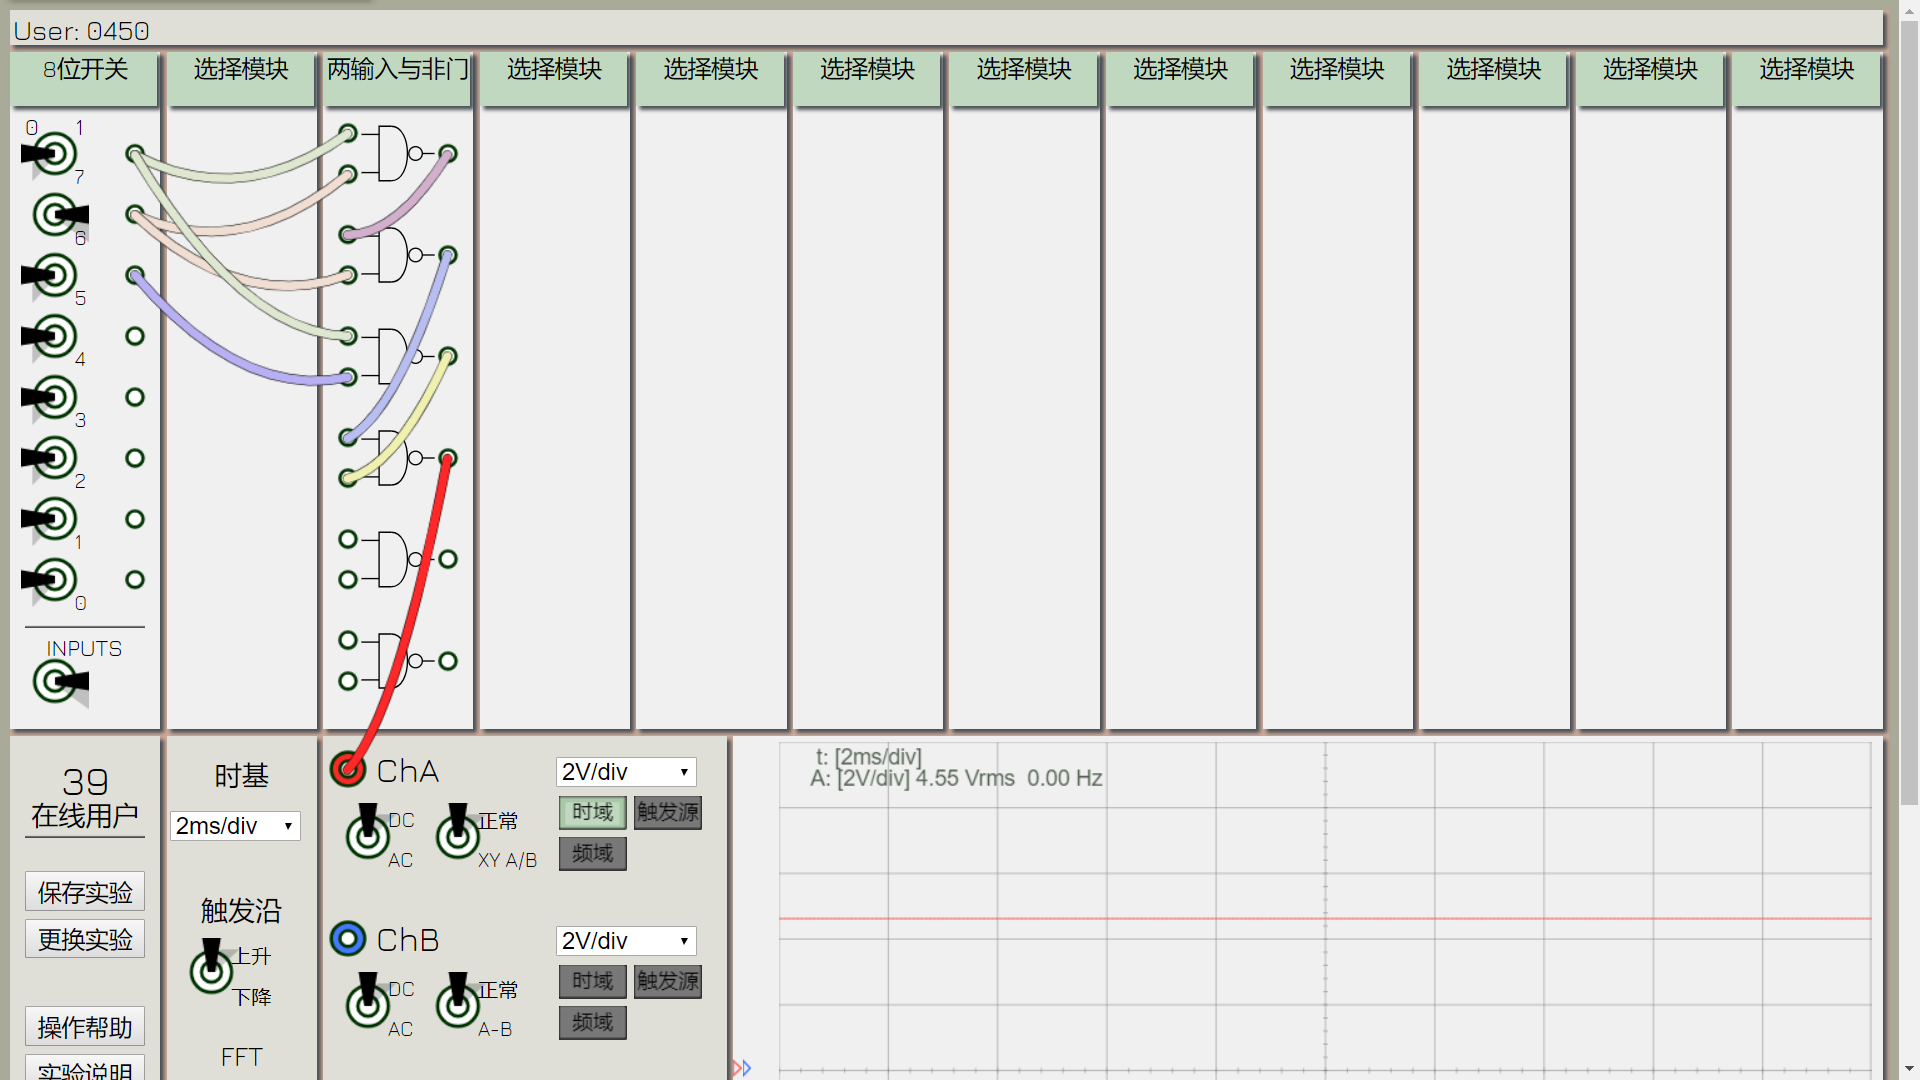 User: 0450
8位开关
选择模块
两输入与非门
选择模块
选择模块
选择模块
选择模块
选择模块
选择模块
选择模块
选择模块
选择模块
0 1
7
6
5
4
3
2
1
0
INPUTS
39
在线用户
保存实验
更换实验
操作帮助
实验说明
时基
2ms/div
触发沿
上升
下降
FFT
ChA
2V/div
DC
AC
正常
XY A/B
时域
触发源
频域
ChB
2V/div
DC
AC
正常
A-B
时域
触发源
频域
t: [2ms/div]
A: [2V/div] 4.55 Vrms 0.00 Hz